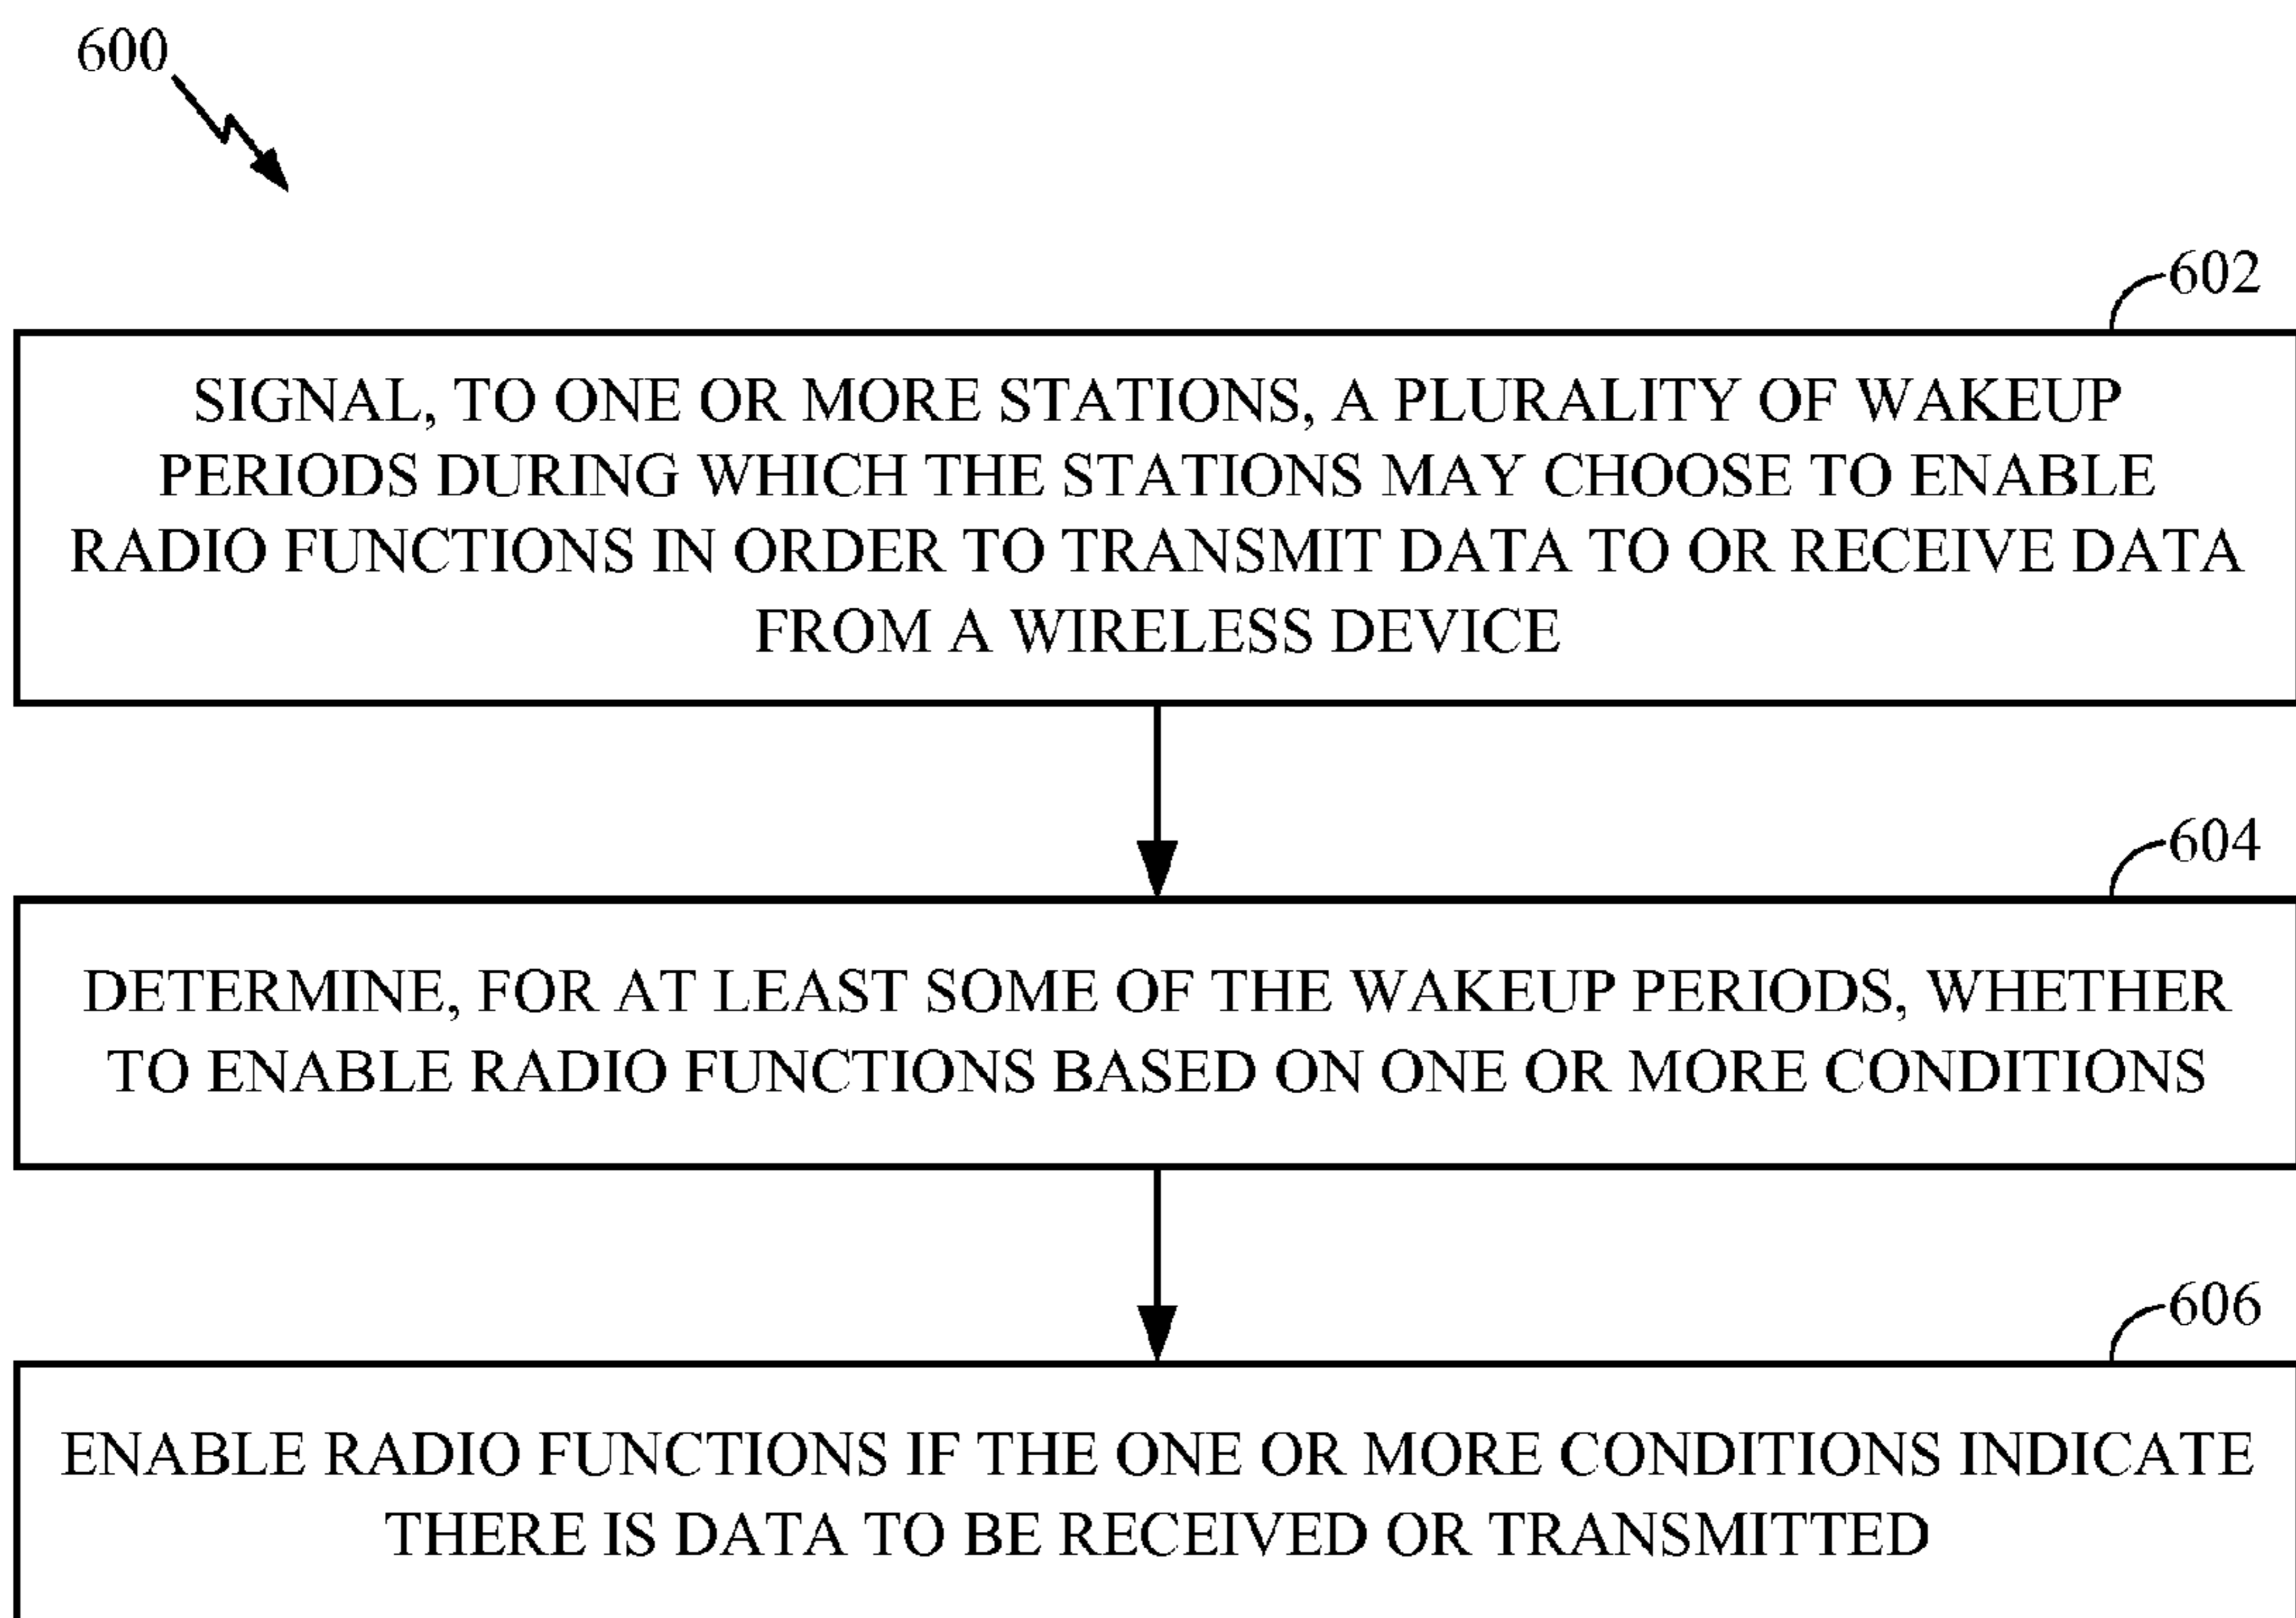 600
602
SIGNAL, TO ONE OR MORE STATIONS, A PLURALITY OF WAKEUP
PERIODS DURING WHICH THE STATIONS MAY CHOOSE TO ENABLE
RADIO FUNCTIONS IN ORDER TO TRANSMIT DATA TO OR RECEIVE DATA
FROM A WIRELESS DEVICE
604
DETERMINE, FOR AT LEAST SOME OF THE WAKEUP PERIODS, WHETHER
TO ENABLE RADIO FUNCTIONS BASED ON ONE OR MORE CONDITIONS
606
ENABLE RADIO FUNCTIONS IF THE ONE OR MORE CONDITIONS INDICATE
THERE IS DATA TO BE RECEIVED OR TRANSMITTED